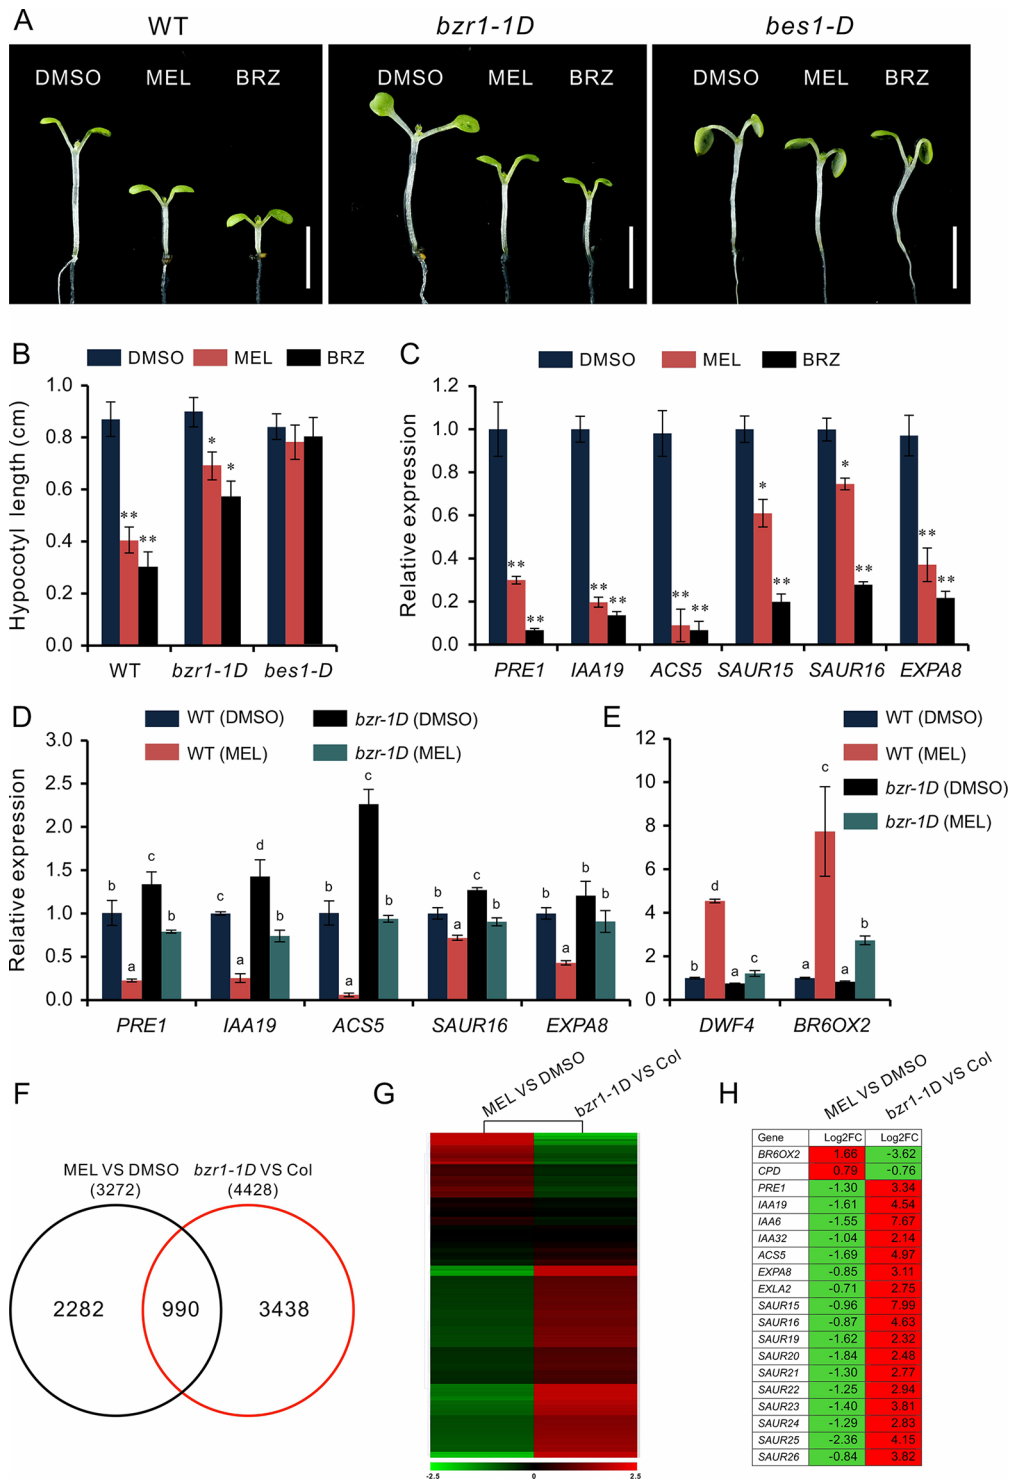 A
WT
bzr1-1D
bes1-D
DMSO MEL BRZ
DMSO MEL BRZ
DMSO MEL BRZ
B
DMSO MEL BRZ
Hypocotyl length (cm)
1.0
0.8
0.6
0.4
0.2
0.0
** **
* *
WT bzr1-1D bes1-D
C
DMSO MEL BRZ
Relative expression
1.2
1.0
0.8
0.6
0.4
0.2
0.0
** **
** **
** **
* **
* **
** **
PRE1 IAA19 ACS5 SAUR15 SAUR16 EXPA8
D
WT (DMSO) bzr-1D (DMSO)
WT (MEL) bzr-1D (MEL)
Relative expression
3.0
2.5
2.0
1.5
1.0
0.5
0.0
b a c b
c a d b
b a c b
b a c b
b a b b
PRE1 IAA19 ACS5 SAUR16 EXPA8
E
WT (DMSO)
WT (MEL)
bzr-1D (DMSO)
bzr-1D (MEL)
12
10
8
6
4
2
0
b d a c
a c a b
DWF4 BR6OX2
F
MEL VS DMSO bzr1-1D VS Col
(3272) (4428)
2282 990 3438
G
MEL VS DMSO
bzr1-1D VS Col
-2.5 0 2.5
H
MEL VS DMSO
bzr1-1D VS Col
Gene Log2FC Log2FC
BR6OX2 1.66 -3.62
CPD 0.79 -0.76
PRE1 -1.30 3.34
IAA19 -1.61 4.54
IAA6 -1.55 7.67
IAA32 -1.04 2.14
ACS5 -1.69 4.97
EXPA8 -0.85 3.11
EXLA2 -0.71 2.75
SAUR15 -0.96 7.99
SAUR16 -0.87 4.63
SAUR19 -1.62 2.32
SAUR20 -1.84 2.48
SAUR21 -1.30 2.77
SAUR22 -1.25 2.94
SAUR23 -1.40 3.81
SAUR24 -1.29 2.83
SAUR25 -2.36 4.15
SAUR26 -0.84 3.82